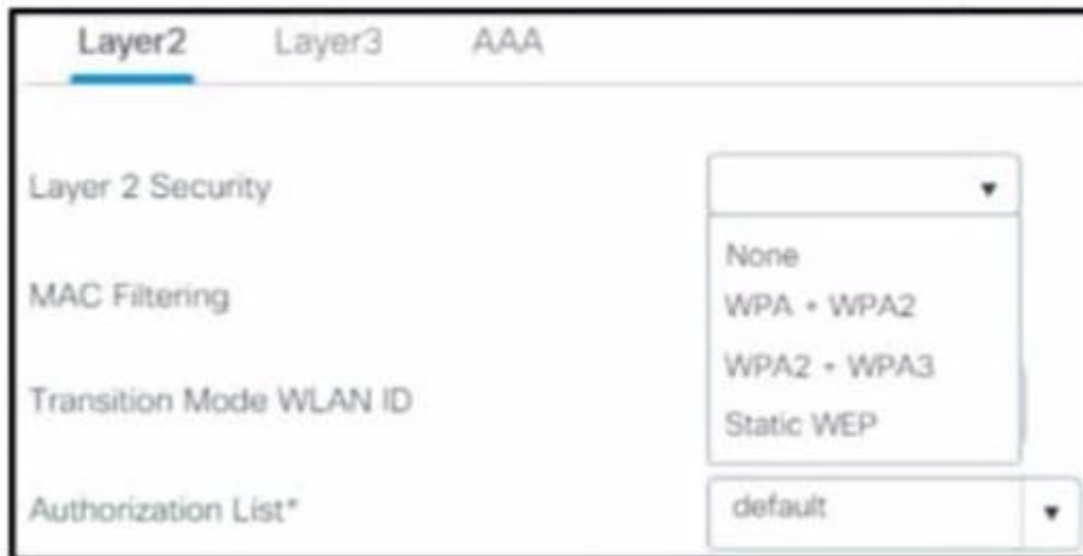 Layer2 Layer3 AAA
Layer 2 Security
None
MAC Filtering
WPA + WPA2
WPA2 + WPA3
Transition Mode WLAN ID
Static WEP
Authorization List* default